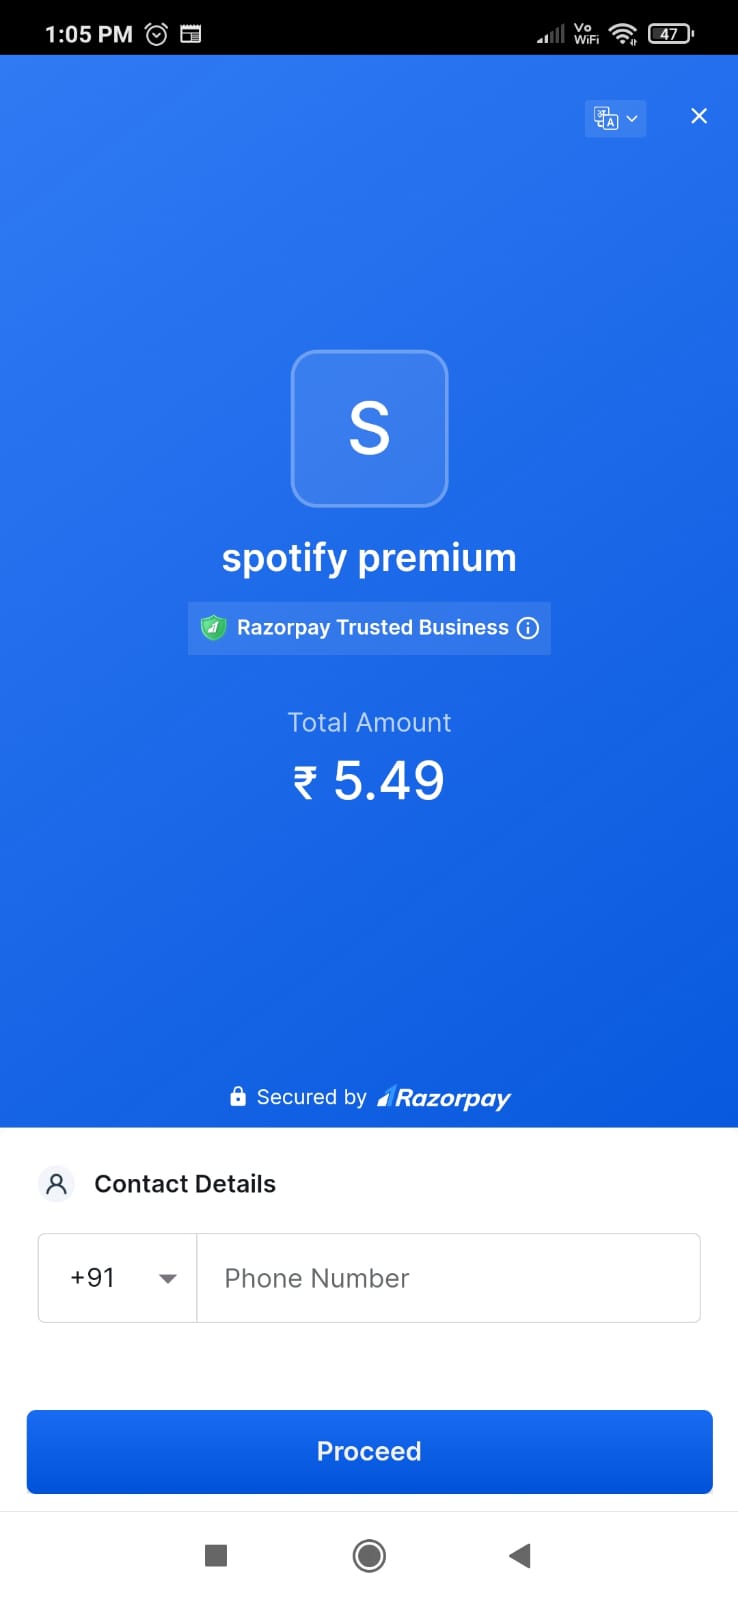 1:05 PM
Vo
WiFi
47
अ
A
S
spotify premium
Razorpay Trusted Business
Total Amount
₹ 5.49
Secured by Razorpay
Contact Details
+91
Phone Number
Proceed